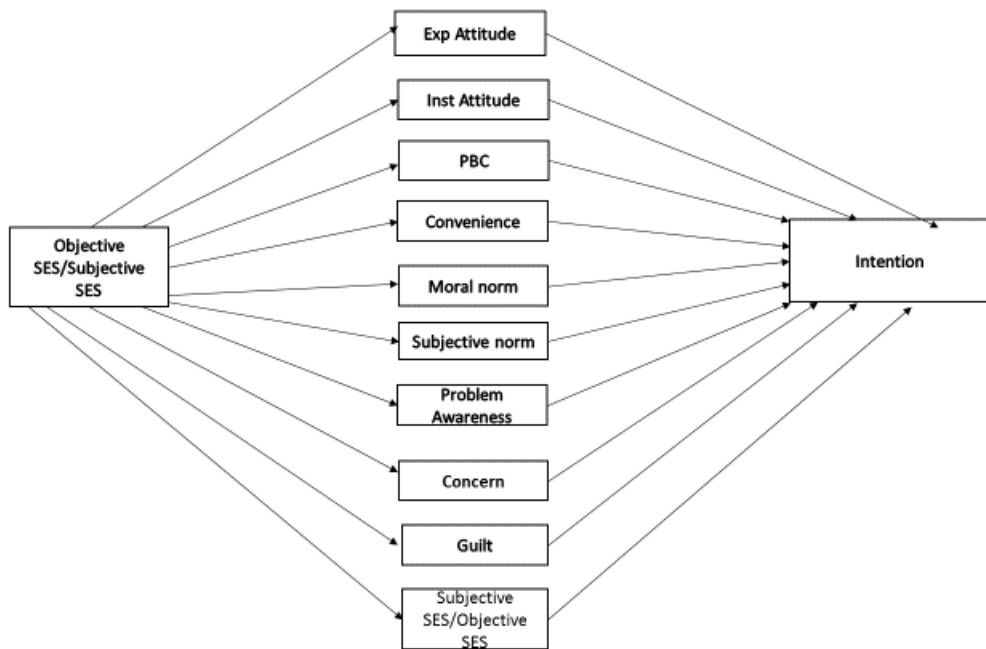 Exp Attitude
Inst Attitude
PBC
Convenience
Objective
SES/Subjective
SES
Intention
Moral norm
Subjective norm
Problem
Awareness
Concern
Guilt
Subjective
SES/Objective
SES